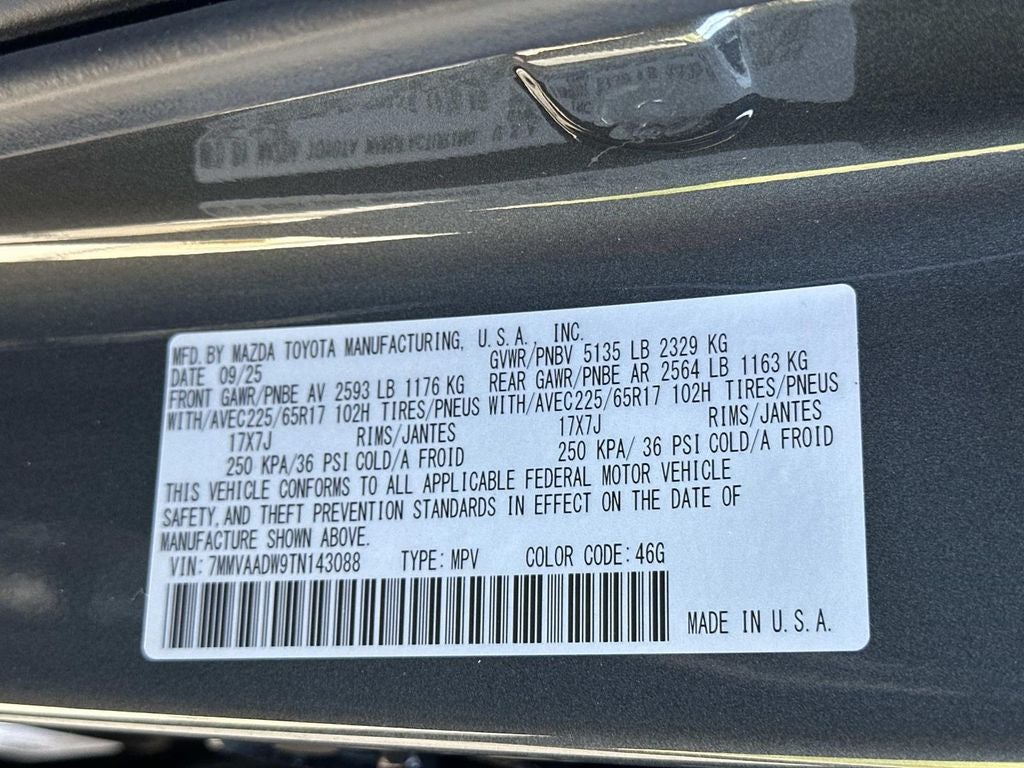 MFD. BY MAZDA TOYOTA MANUFACTURING, U.S.A., INC.
DATE 09/25 GVWR/PNBV 5135 LB 2329 KG
FRONT GAWR/PNBE AV 2593 LB 1176 KG REAR GAWR/PNBE AR 2564 LB 1163 KG
WITH/AVEC225/65R17 102H TIRES/PNEUS WITH/AVEC225/65R17 102H TIRES/PNEUS
17X7J RIMS/JANTES 17X7J RIMS/JANTES
250 KPA/36 PSI COLD/A FROID 250 KPA/ 36 PSI COLD/A FROID
THIS VEHICLE CONFORMS TO ALL APPLICABLE FEDERAL MOTOR VEHICLE
SAFETY, AND THEFT PREVENTION STANDARDS IN EFFECT ON THE DATE OF
MANUFACTURE SHOWN ABOVE.
VIN: 7MMVAADW9TN143088 TYPE: MPV COLOR CODE: 46G
MADE IN U.S.A.